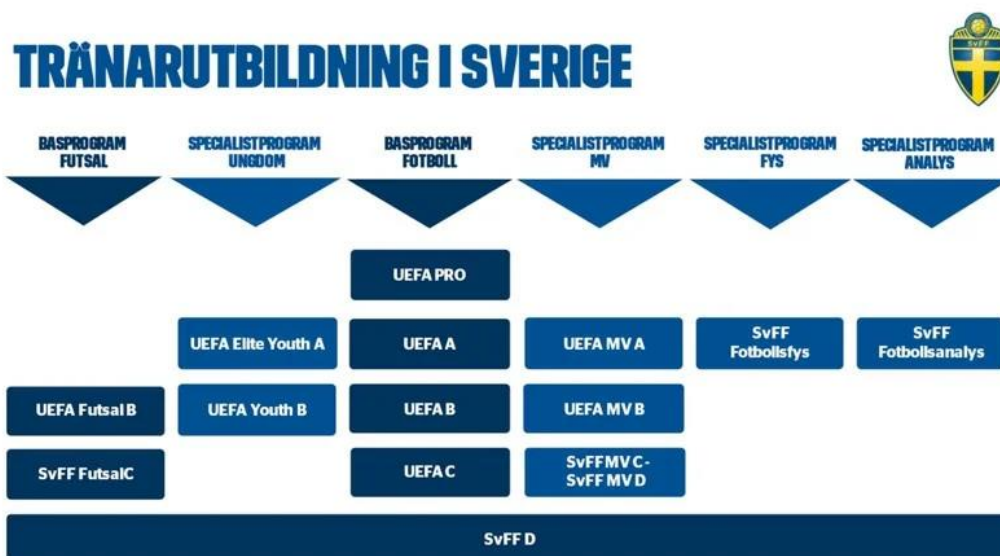 TRÄNARUTBILDNING I SVERIGE
SvFF
BASPROGRAM
FUTSAL
SPECIALISTPROGRAM
UNGDOM
BASPROGRAM
FOTBOLL
SPECIALISTPROGRAM
MV
SPECIALISTPROGRAM
FYS
SPECIALISTPROGRAM
ANALYS
UEFA PRO
UEFA Elite Youth A
UEFA A
UEFA MV A
SvFF
Fotbollsfys
SvFF
Fotbollsanalys
UEFA Futsal B
UEFA Youth B
UEFA B
UEFA MV B
SvFF FutsalC
UEFA C
SvFF MV C -
SvFF MV D
SvFF D